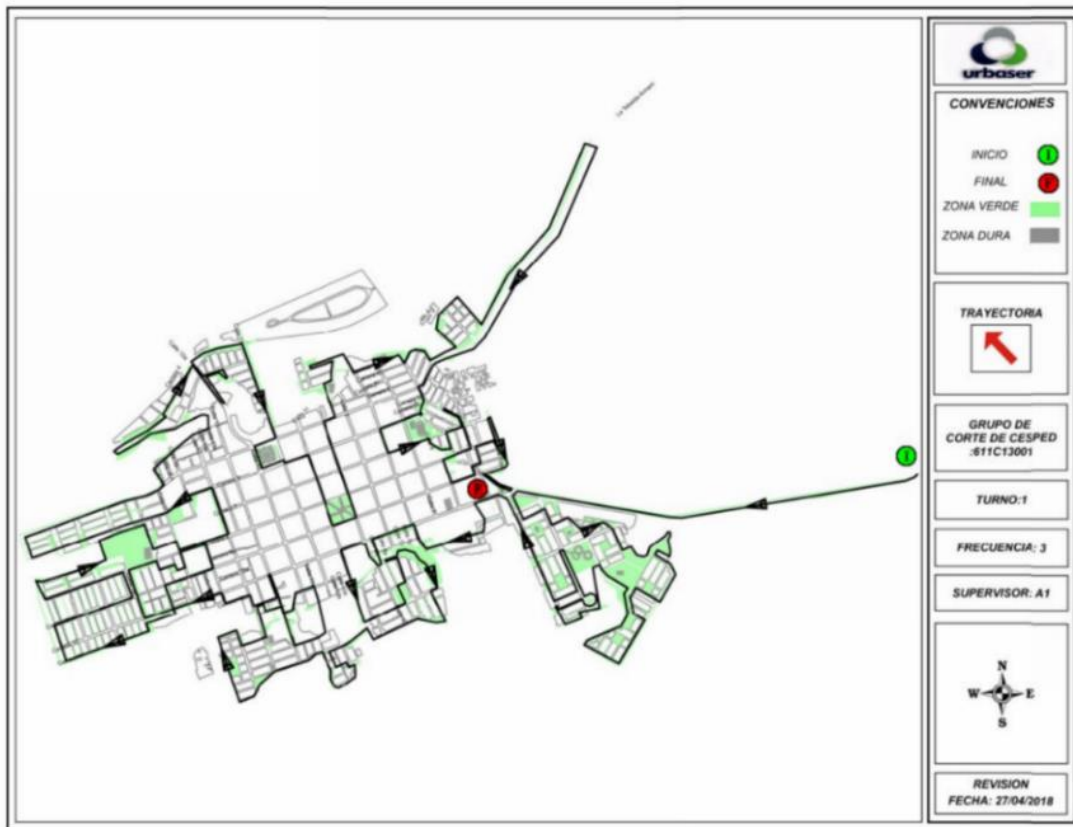 urbaser
CONVENCIONES
INICIO
I
FINAL
F
ZONA VERDE
ZONA DURA
TRAYECTORIA
GRUPO DE
CORTE DE CESPED
:611C13001
TURNO:1
FRECUENCIA: 3
SUPERVISOR: A1
N
W
E
S
REVISION
FECHA: 27/04/2018
I
F